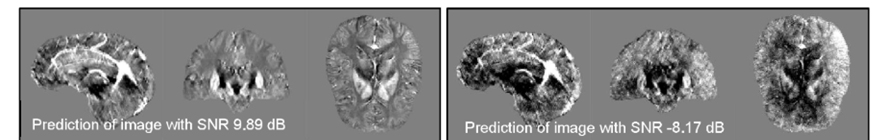 Prediction of image with SNR 9.89 dB
Prediction of image with SNR -8.17 dB